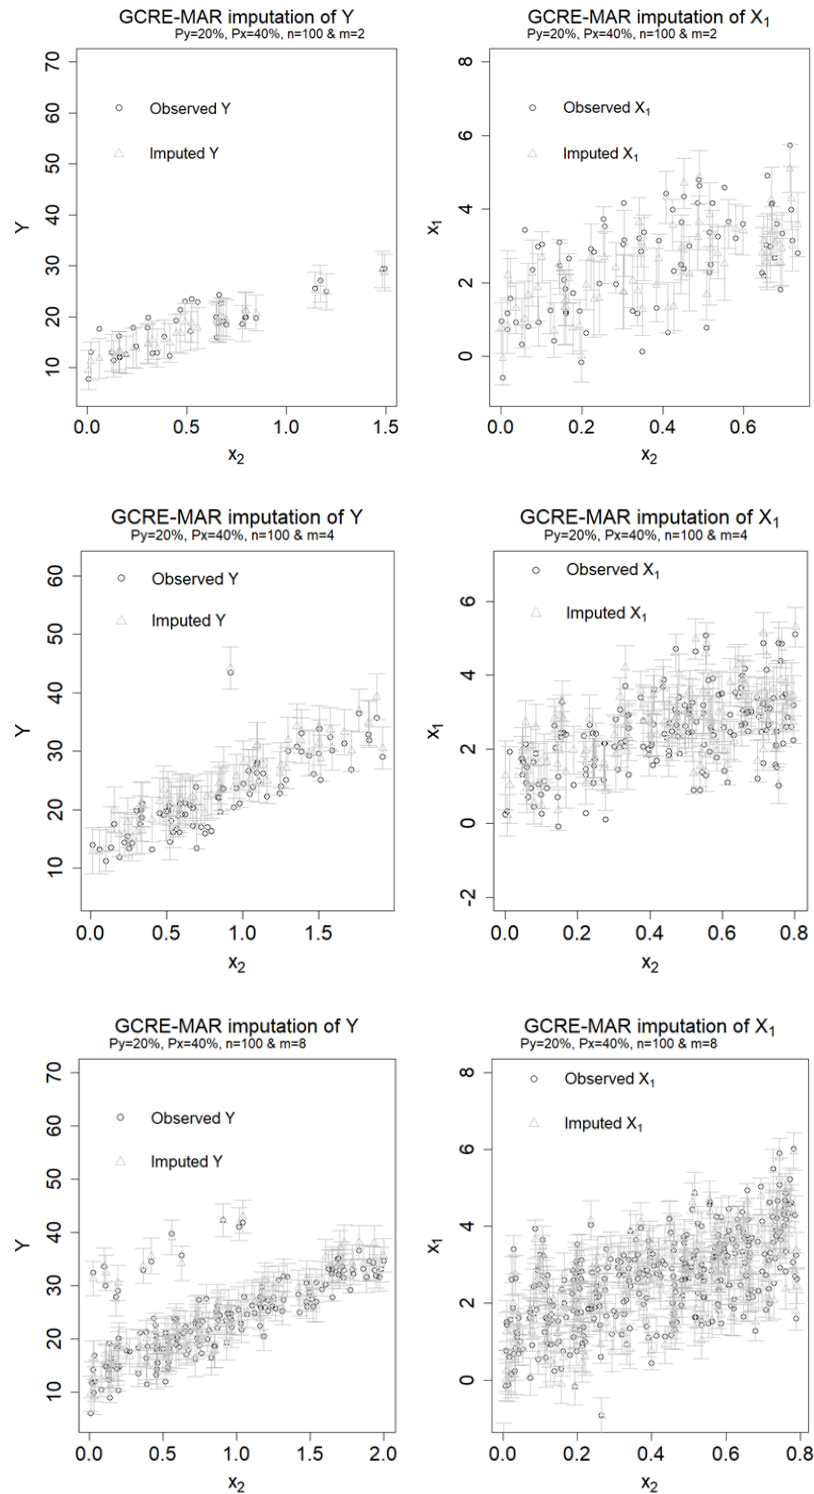 GCRE-MAR imputation of Y
Py=20%, Px=40%, n=100 & m=2
Observed Y
Imputed Y
Y
70
60
50
40
30
20
10
0.0 0.5 1.0 1.5
x2
GCRE-MAR imputation of X1
Py=20%, Px=40%, n=100 & m=2
Observed X1
Imputed X1
x1
8
6
4
2
0
0.0 0.2 0.4 0.6
x2
GCRE-MAR imputation of Y
Py=20%, Px=40%, n=100 & m=4
Observed Y
Imputed Y
Y
60
50
40
30
20
10
0.0 0.5 1.0 1.5
x2
GCRE-MAR imputation of X1
Py=20%, Px=40%, n=100 & m=4
Observed X1
Imputed X1
x1
6
4
2
0
-2
0.0 0.2 0.4 0.6 0.8
x2
GCRE-MAR imputation of Y
Py=20%, Px=40%, n=100 & m=8
Observed Y
Imputed Y
Y
70
60
50
40
30
20
10
0.0 0.5 1.0 1.5 2.0
x2
GCRE-MAR imputation of X1
Py=20%, Px=40%, n=100 & m=8
Observed X1
Imputed X1
x1
8
6
4
2
0
0.0 0.2 0.4 0.6 0.8
x2